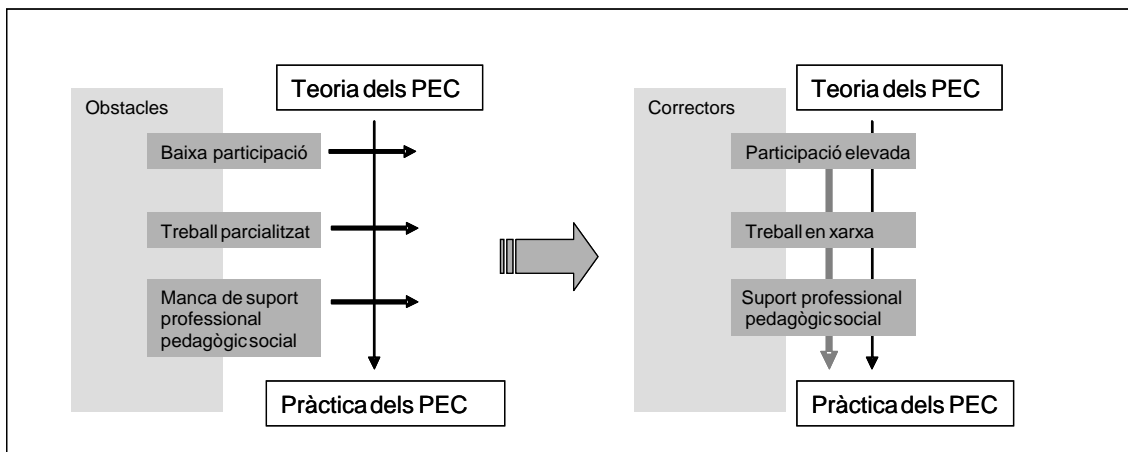 Teoria dels PEC
Obstacles
Baixa participació
Treball parcialitzat
Manca de suport
professional
pedagògic social
Pràctica dels PEC
Teoria dels PEC
Correctors
Participació elevada
Treball en xarxa
Suport professional
pedagògic social
Pràctica dels PEC